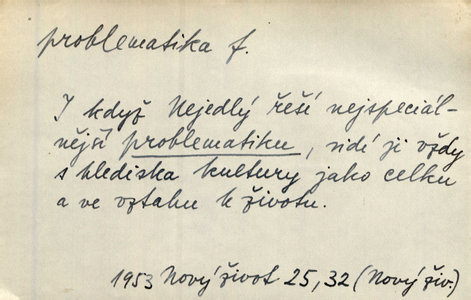 problematika f.
I když Nejedlý řeší nejspeciál-
nější problematiku, vidí ji vždy
s hlediska kultury jako celku
a ve vztahu k životu.
1953 Nový život 25, 32 (Nový živ.)